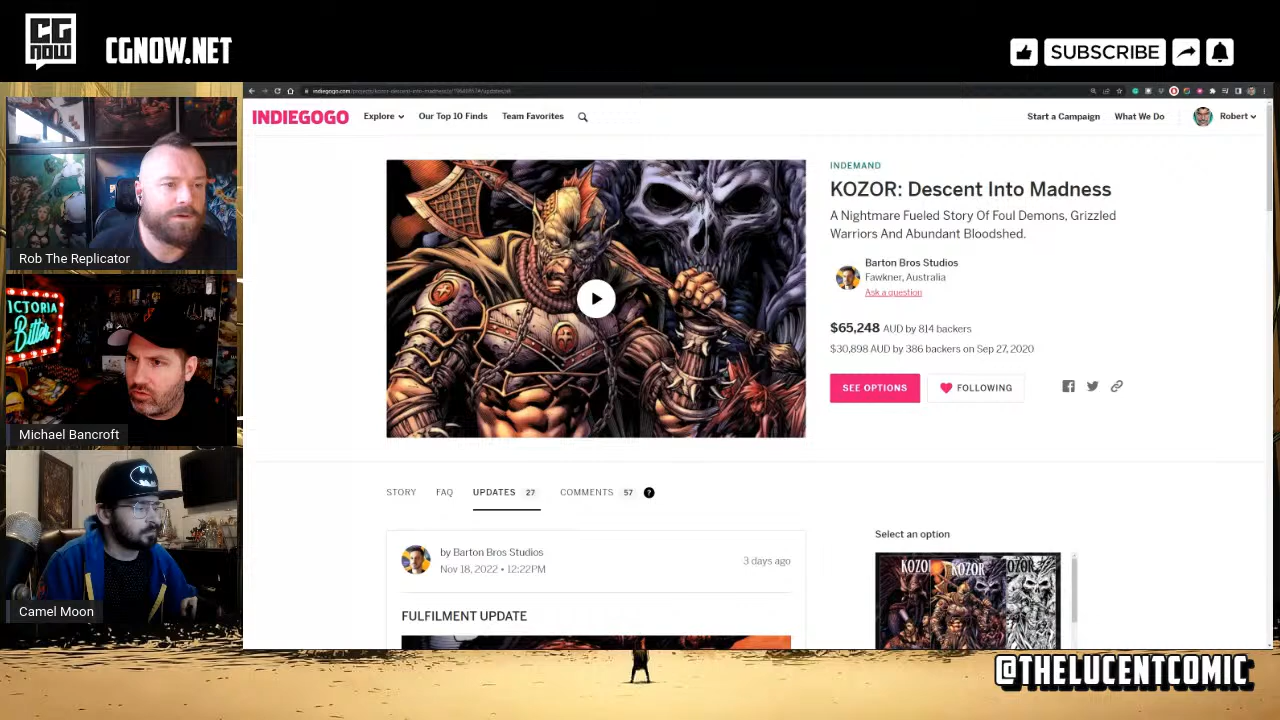 CG
NOW
CGNOW.NET
SUBSCRIBE
INDIEGOGO
Explore
Our Top 10 Finds
Team Favorites
Start a Campaign
What We Do
Robert
INDEMAND
KOZOR: Descent Into Madness
A Nightmare Fueled Story Of Foul Demons, Grizzled
Warriors And Abundant Bloodshed.
Barton Bros Studios
Fawkner, Australia
Ask a question
$65,248 AUD by 814 backers
$30,898 AUD by 386 backers on Sep 27, 2020
SEE OPTIONS
FOLLOWING
STORY
FAQ
UPDATES 27
COMMENTS 57 ?
by Barton Bros Studios
Nov 18, 2022 • 12:22PM
3 days ago
FULFILMENT UPDATE
Select an option
KOZOR
KOZOR
Rob The Replicator
ICTORIA
Bitter
Michael Bancroft
Camel Moon
@THELUCENTCOMIC